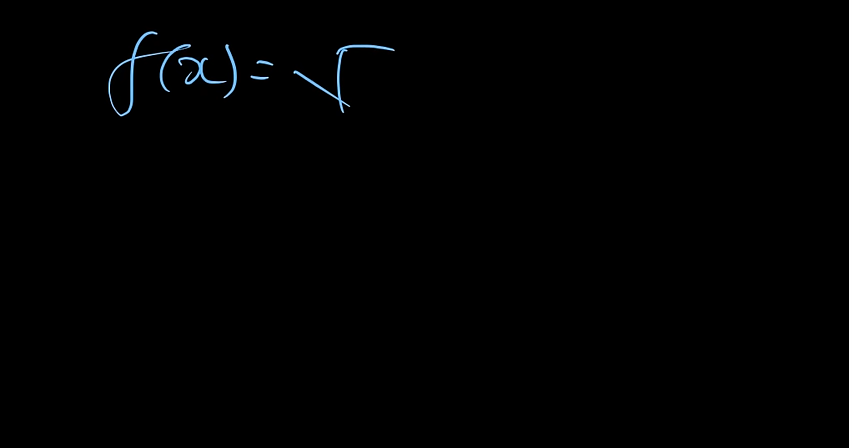 f(x) = √